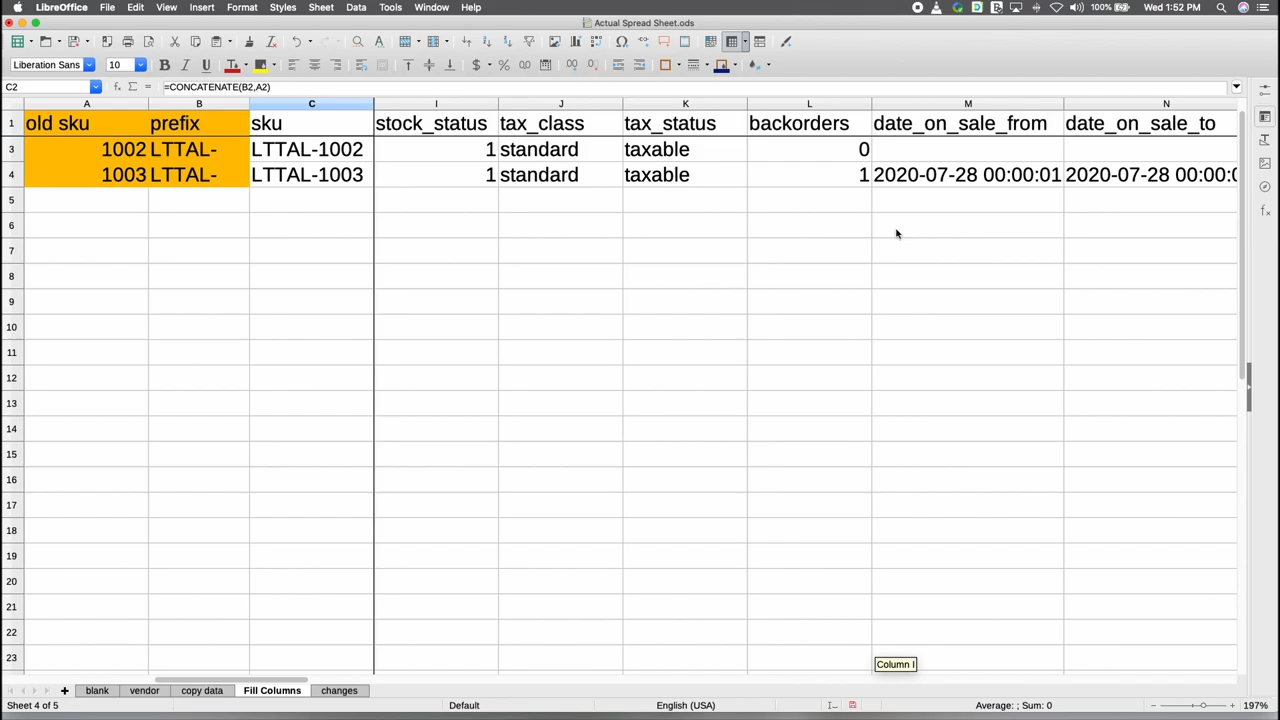 LibreOffice File Edit View Insert Format Styles Sheet Data Tools Window Help 100% Wed 1:52 PM
Actual Spread Sheet.ods
Liberation Sans 10
C2 =CONCATENATE(B2,A2)
A B C I J K L M N
1 old sku prefix sku stock_status tax_class tax_status backorders date_on_sale_from date_on_sale_to
3 1002 LTTAL- LTTAL-1002 1 standard taxable 0
4 1003 LTTAL- LTTAL-1003 1 standard taxable 1 2020-07-28 00:00:01 2020-07-28 00:00:0
5
6
7
8
9
10
11
12
13
14
15
16
17
18
19
20
21
22
23
Column I
blank vendor copy data Fill Columns changes
Sheet 4 of 5 Default English (USA) Average: ; Sum: 0 197%